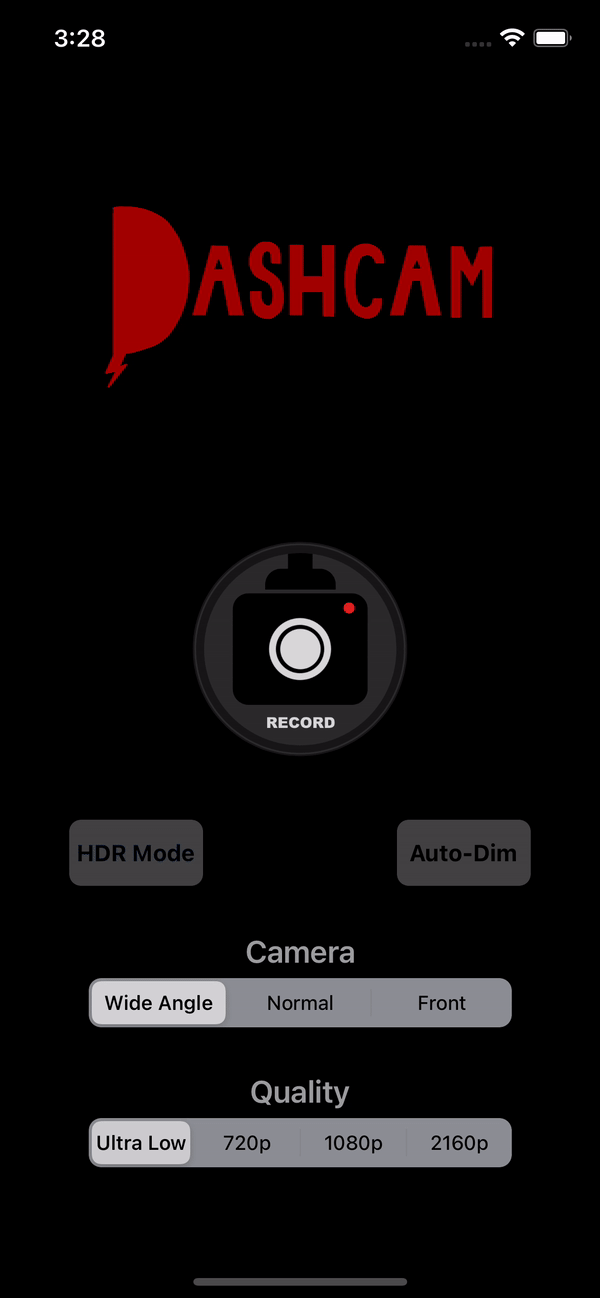 3:28
DASHCAM
RECORD
HDR Mode Auto-Dim
Camera
Wide Angle Normal Front
Quality
Ultra Low 720p 1080p 2160p